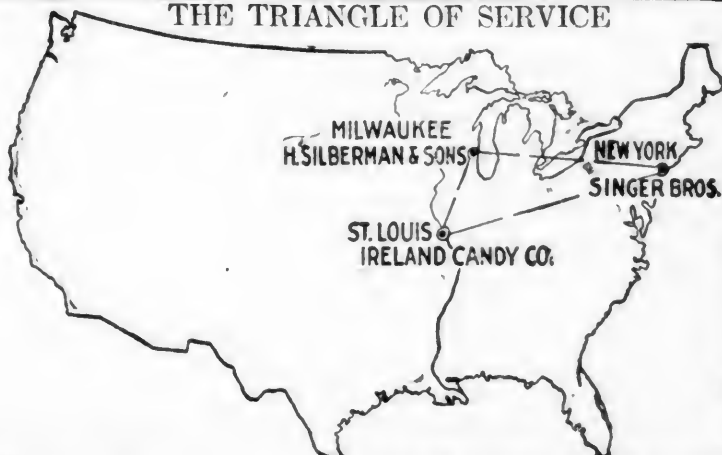 THE TRIANGLE OF SERVICE
MILWAUKEE
H. SILBERMAN & SONS
NEW YORK
SINGER BROS.
ST. LOUIS
IRELAND CANDY CO.